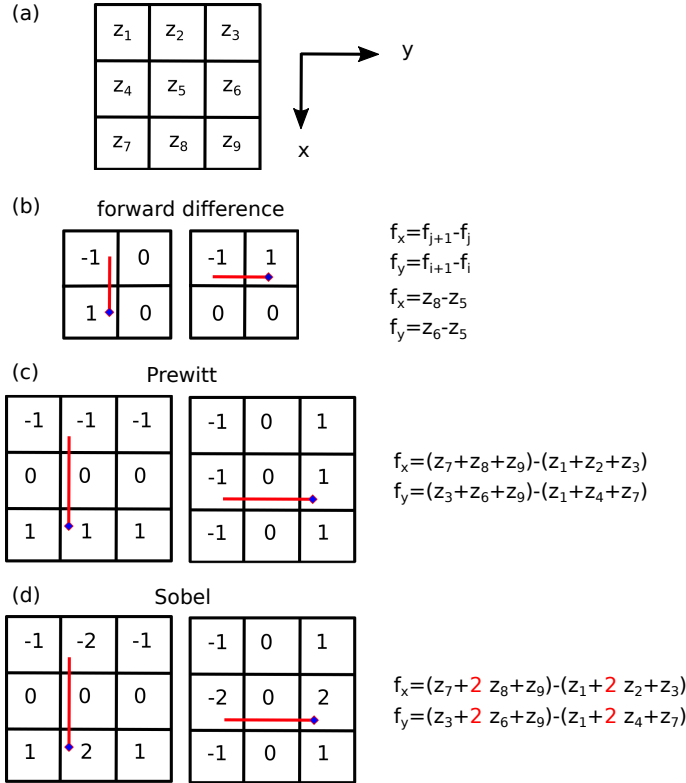 (a)
z₁ z₂ z₃
z₄ z₅ z₆
z₇ z₈ z₉
y
x
(b)
forward difference
-1 0
1 0
-1 1
0 0
fₓ=fⱼ₊₁-fⱼ
f_y=fᵢ₊₁-fᵢ
fₓ=z₈-z₅
f_y=z₆-z₅
(c)
Prewitt
-1 -1 -1
0 0 0
1 1 1
-1 0 1
-1 0 1
-1 0 1
fₓ=(z₇+z₈+z₉)-(z₁+z₂+z₃)
f_y=(z₃+z₆+z₉)-(z₁+z₄+z₇)
(d)
Sobel
-1 -2 -1
0 0 0
1 2 1
-1 0 1
-2 0 2
-1 0 1
fₓ=(z₇+2 z₈+z₉)-(z₁+2 z₂+z₃)
f_y=(z₃+2 z₆+z₉)-(z₁+2 z₄+z₇)